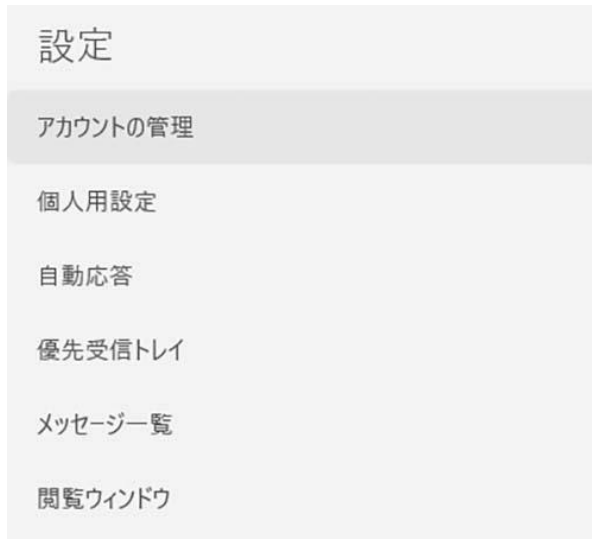 設定
アカウントの管理
個人用設定
自動応答
優先受信トレイ
メッセージ一覧
閲覧ウィンドウ